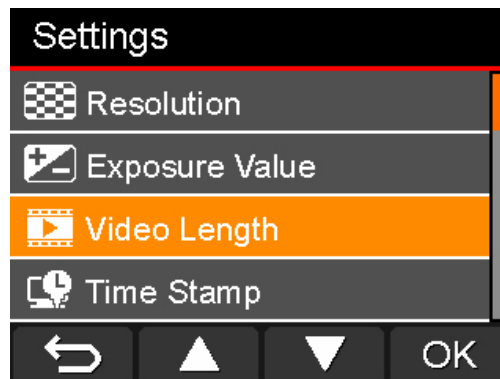 Settings
Resolution
Exposure Value
Video Length
Time Stamp
OK